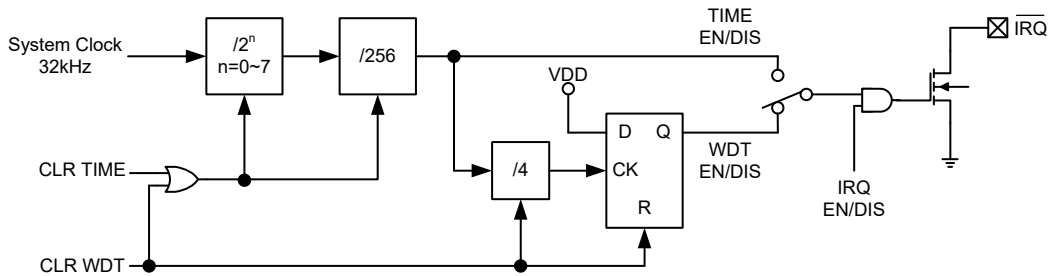 System Clock
32kHz
/2ⁿ
n=0~7
/256
TIME
EN/DIS
IRQ
VDD
D
Q
CK
R
WDT
EN/DIS
/4
CLR TIME
IRQ
EN/DIS
CLR WDT